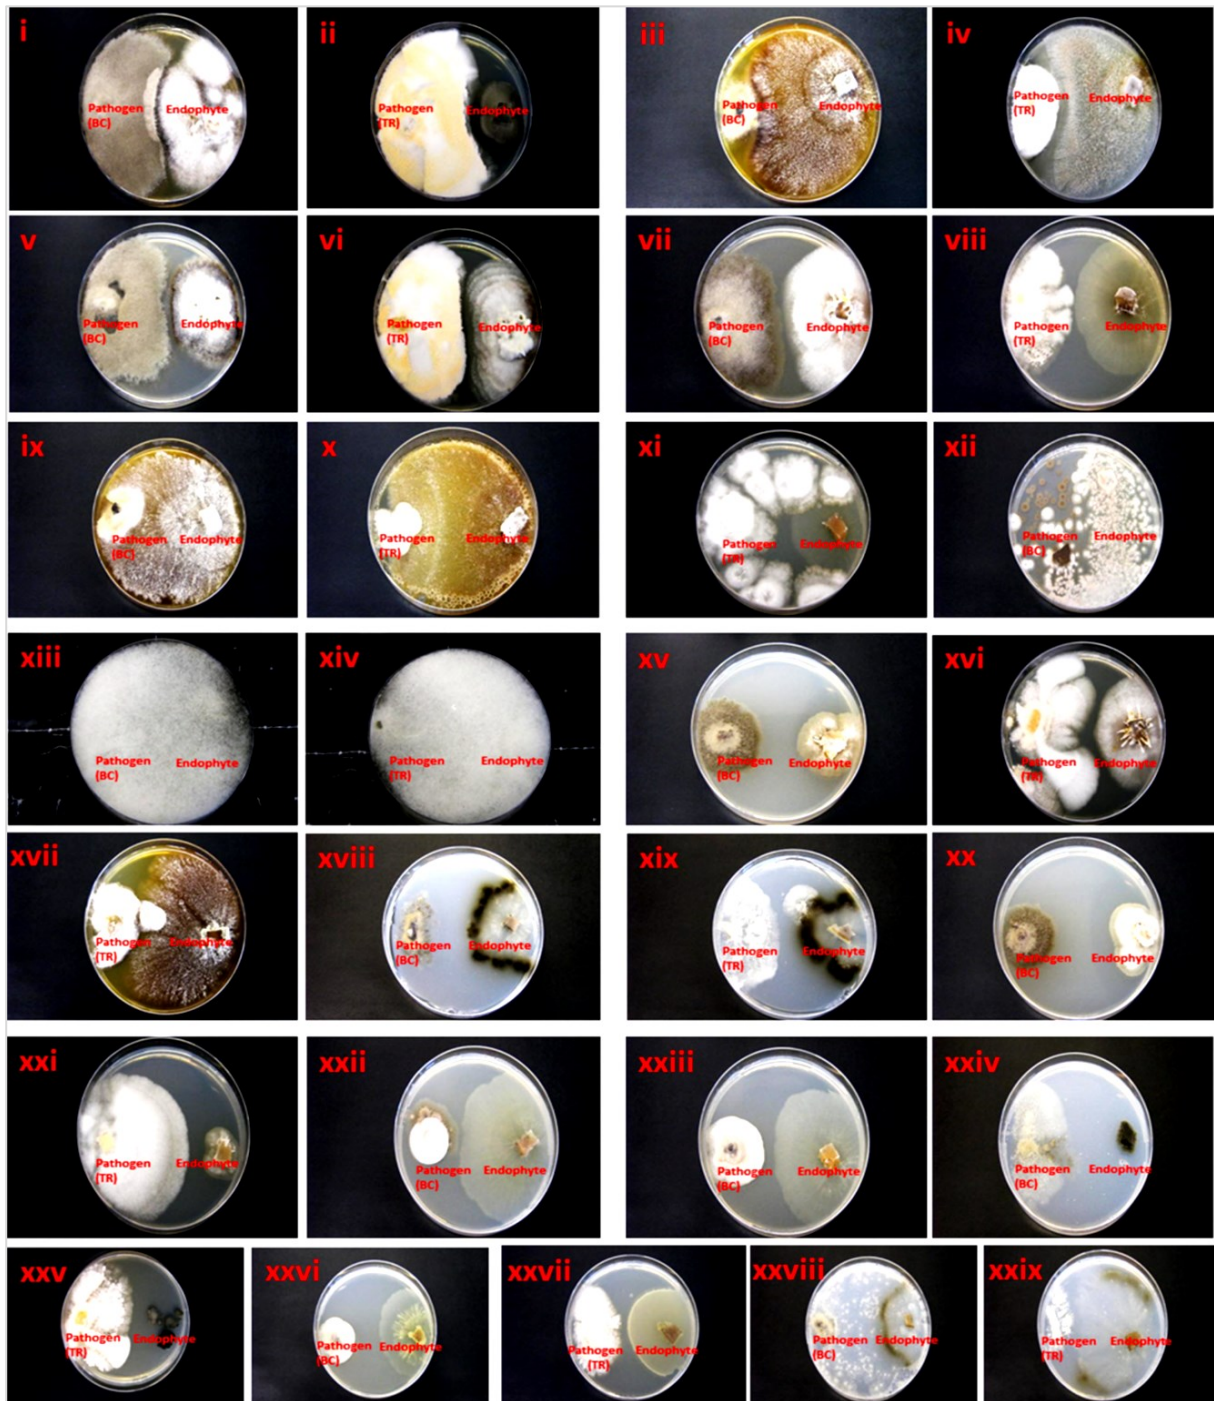 i
Pathogen Endophyte
(BC)
ii
Pathogen Endophyte
(TR)
iii
Pathogen Endophyte
(BC)
iv
Pathogen Endophyte
(TR)
v
Pathogen Endophyte
(BC)
vi
Pathogen Endophyte
(TR)
vii
Pathogen Endophyte
(BC)
viii
Pathogen Endophyte
(TR)
ix
Pathogen Endophyte
(BC)
x
Pathogen Endophyte
(TR)
xi
Pathogen Endophyte
(TR)
xii
Pathogen Endophyte
(BC)
xiii
Pathogen Endophyte
(BC)
xiv
Pathogen Endophyte
(TR)
xv
Pathogen Endophyte
(BC)
xvi
Pathogen Endophyte
(TR)
xvii
Pathogen Endophyte
(TR)
xviii
Pathogen Endophyte
(BC)
xix
Pathogen Endophyte
(TR)
xx
Pathogen Endophyte
(BC)
xxi
Pathogen Endophyte
(TR)
xxii
Pathogen Endophyte
(BC)
xxiii
Pathogen Endophyte
(BC)
xxiv
Pathogen Endophyte
(BC)
xxv
Pathogen Endophyte
(TR)
xxvi
Pathogen Endophyte
(BC)
xxvii
Pathogen Endophyte
(TR)
xxviii
Pathogen Endophyte
(BC)
xxix
Pathogen Endophyte
(TR)